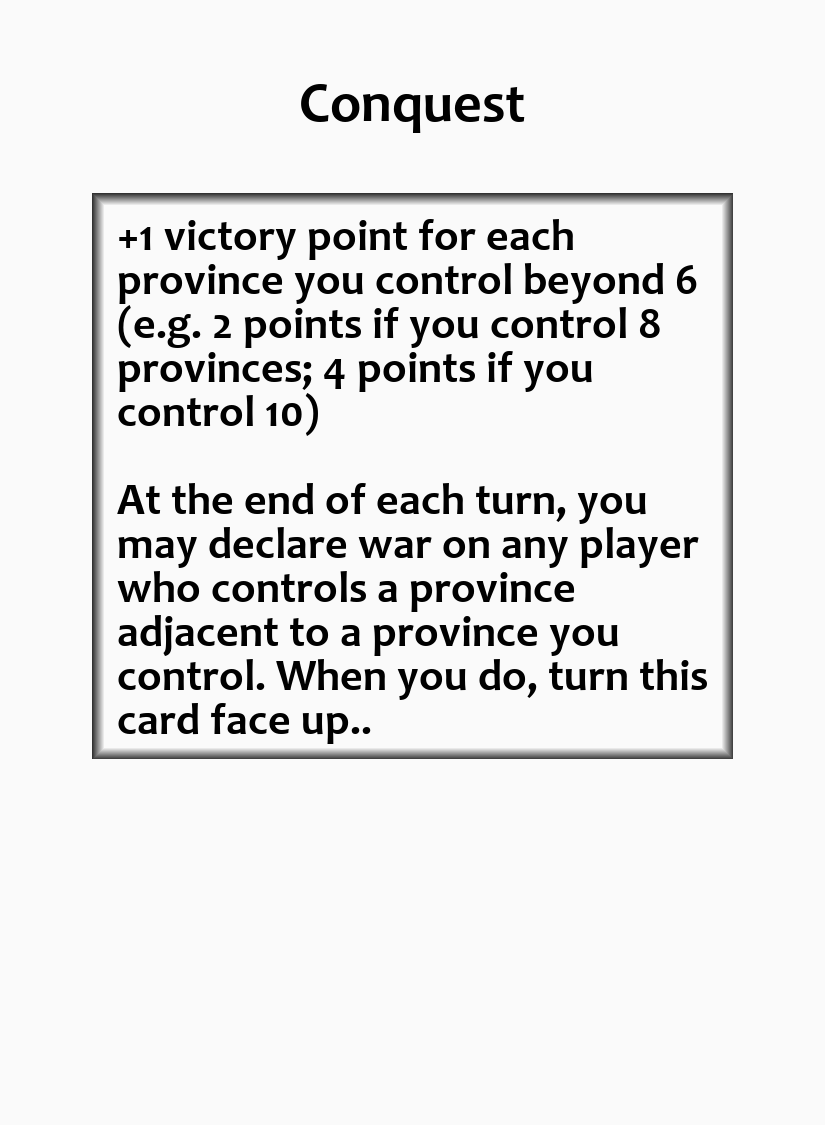 Conquest
+1 victory point for each
province you control beyond 6
(e.g. 2 points if you control 8
provinces; 4 points if you
control 10)
At the end of each turn, you
may declare war on any player
who controls a province
adjacent to a province you
control. When you do, turn this
card face up..